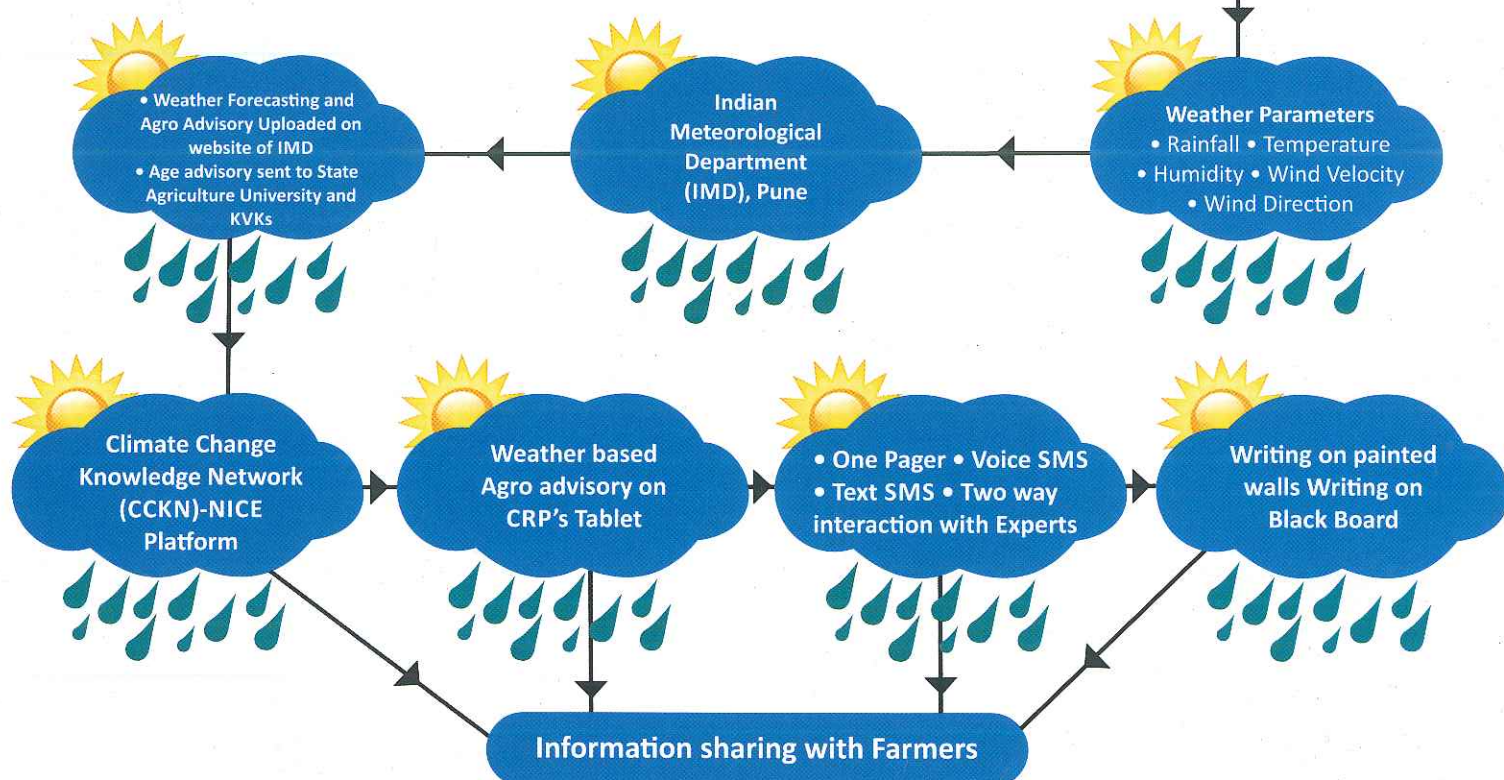 • Weather Forecasting and
Agro Advisory Uploaded on
website of IMD
• Age advisory sent to State
Agriculture University and
KVKs
Indian
Meteorological
Department
(IMD), Pune
Weather Parameters
• Rainfall • Temperature
• Humidity • Wind Velocity
• Wind Direction
Climate Change
Knowledge Network
(CCKN)-NICE
Platform
Weather based
Agro advisory on
CRP's Tablet
• One Pager • Voice SMS
• Text SMS • Two way
interaction with Experts
Writing on painted
walls Writing on
Black Board
Information sharing with Farmers